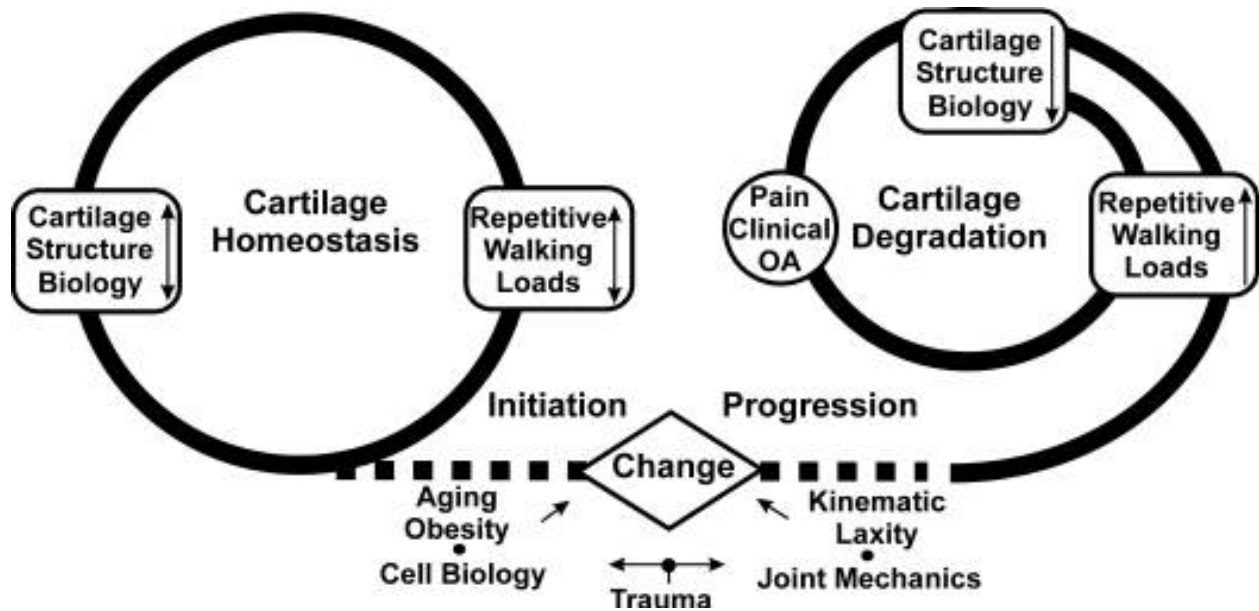 Cartilage
Structure
Biology
Cartilage
Homeostasis
Repetitive
Walking
Loads
Cartilage
Structure
Biology
Pain
Clinical
OA
Cartilage
Degradation
Repetitive
Walking
Loads
Initiation
Progression
Change
Aging
Obesity
Cell Biology
Kinematic
Laxity
Joint Mechanics
Trauma